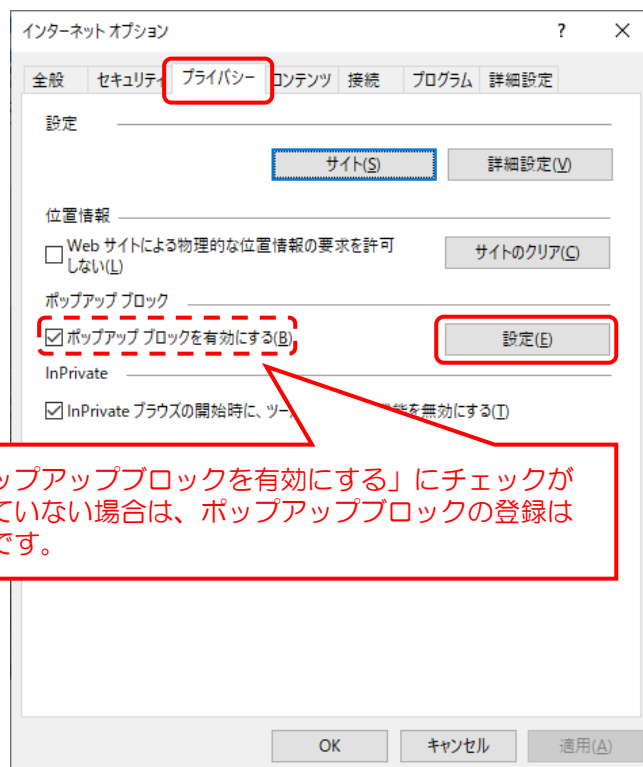 インターネット オプション ? ×
全般 セキュリティ プライバシー コンテンツ 接続 プログラム 詳細設定
設定
サイト(S) 詳細設定(V)
位置情報
Web サイトによる物理的な位置情報の要求を許可
しない(L)
サイトのクリア(C)
ポップアップ ブロック
ポップアップ ブロックを有効にする(B) 設定(E)
InPrivate
InPrivate ブラウズの開始時に、ツー 能を無効にする(T)
ップアップブロックを有効にする」にチェックが
ていない場合は、ポップアップブロックの登録は
です。
OK キャンセル 適用(A)